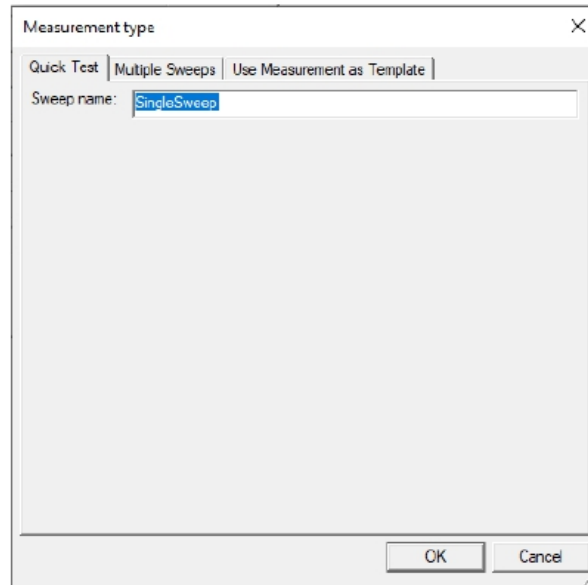 Measurement type
Quick Test Multiple Sweeps Use Measurement as Template
Sweep name: SingleSweep
OK Cancel